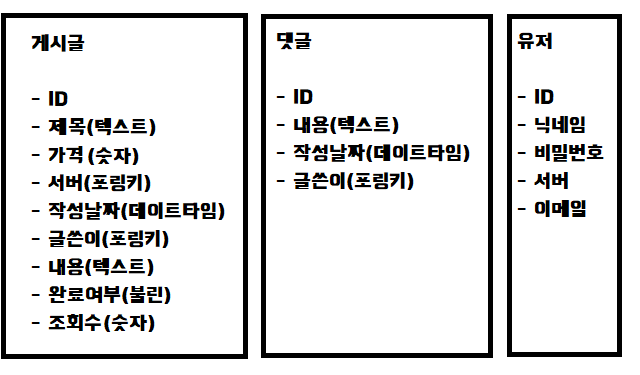 게시글
- ID
- 제목(텍스트)
- 가격(숫자)
- 서버(포링키)
- 작성날짜(데이트타임)
- 글쓴이(포링키)
- 내용(텍스트)
- 완료여부(불린)
- 조회수(숫자)
댓글
- ID
- 내용(텍스트)
- 작성날짜(데이트타임)
- 글쓴이(포링키)
유저
- ID
- 닉네임
- 비밀번호
- 서버
- 이메일